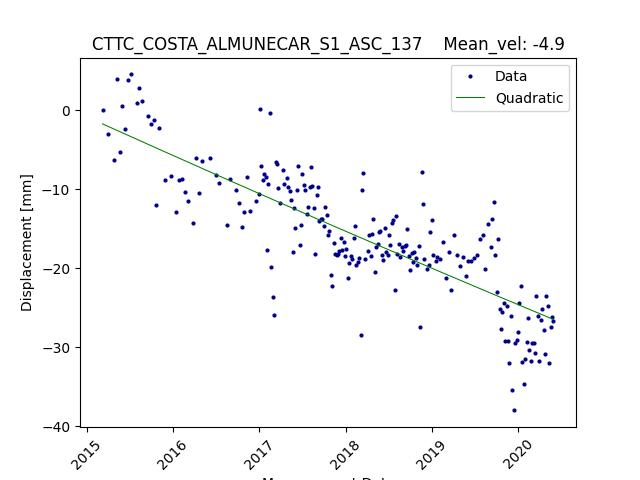 CTTC_COSTA_ALMUNECAR_S1_ASC_137    Mean_vel: -4.9
Data
Quadratic
Displacement [mm]
0
−10
−20
−30
−40
2015
2016
2017
2018
2019
2020